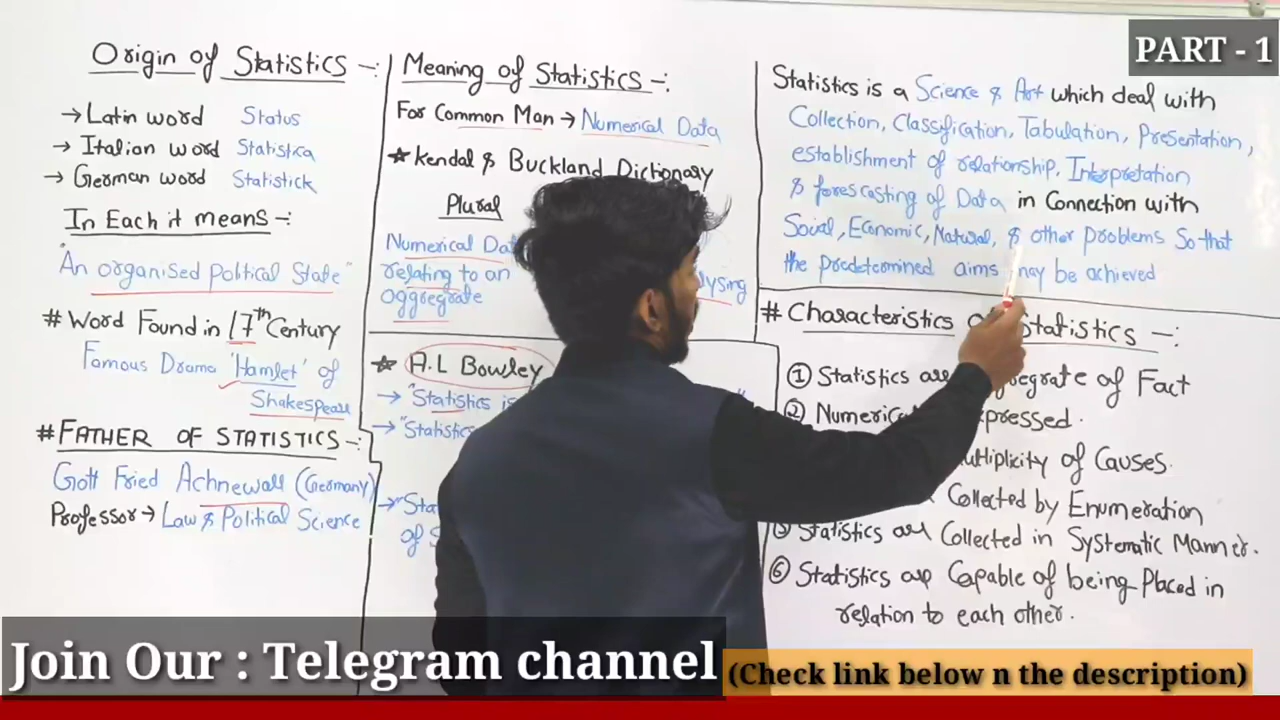 PART - 1
Origin of Statistics -:
→ Latin word Status
→ Italian word Statistica
→ German word Statistick
In Each it means -:
"An organised Political State"
# Word Found in 17th Century
Famous Drama 'Hamlet' of
Shakespeare
# FATHER OF STATISTICS -:
Gott Fried Achnewall (Germany)
Professor → Law & Political Science
Meaning of Statistics -:
For Common Man → Numerical Data
★ Kendal & Buckland Dictionary
Plural
Numerical
relating to an
aggregrate
★ A.L Bowley
→ "Statistics is
→ "Statistics
of
Statistics is a Science & Art which deal with
Collection, Classification, Tabulation, Presentation,
establishment of relationship, Interpretation
& forescasting of Data in Connection with
Social, Economic, Natural, & other problems So that
the predetermined aims may be achieved
# Characteristics of Statistics -:
① Statistics are of Fact
②
of Causes.
Collected by Enumeration
Statistics are Collected in Systematic Manner.
⑥ Statistics are Capable of being Placed in
relation to each other.
Join Our : Telegram channel
(Check link below n the description)